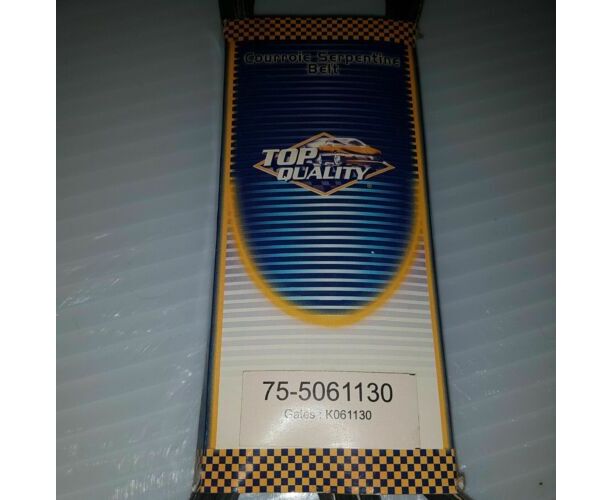 Courroie Serpentine
Belt
TOP
QUALITY
®
75-5061130
Gates : K061130